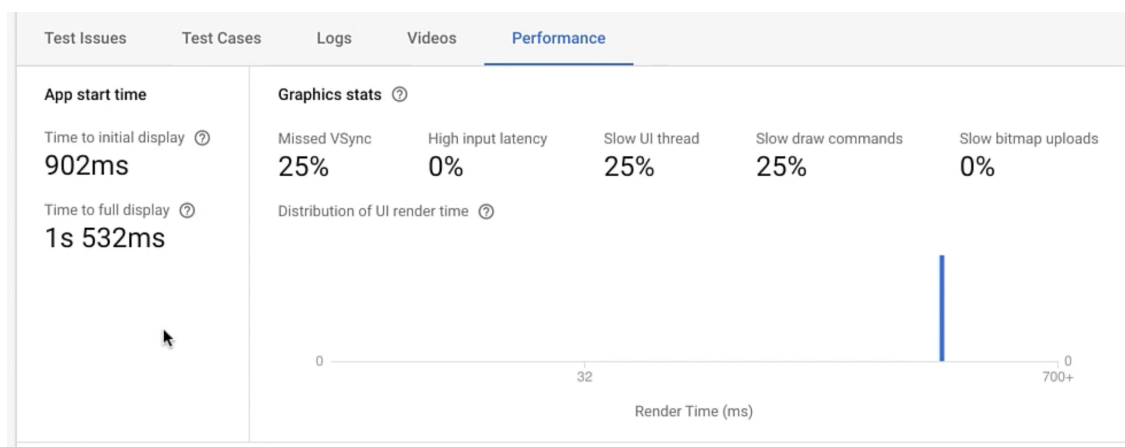 Test Issues Test Cases Logs Videos Performance
App start time
Time to initial display ?
902ms
Time to full display ?
1s 532ms
Graphics stats ?
Missed VSync High input latency Slow UI thread Slow draw commands Slow bitmap uploads
25% 0% 25% 25% 0%
Distribution of UI render time ?
0 0
32 700+
Render Time (ms)